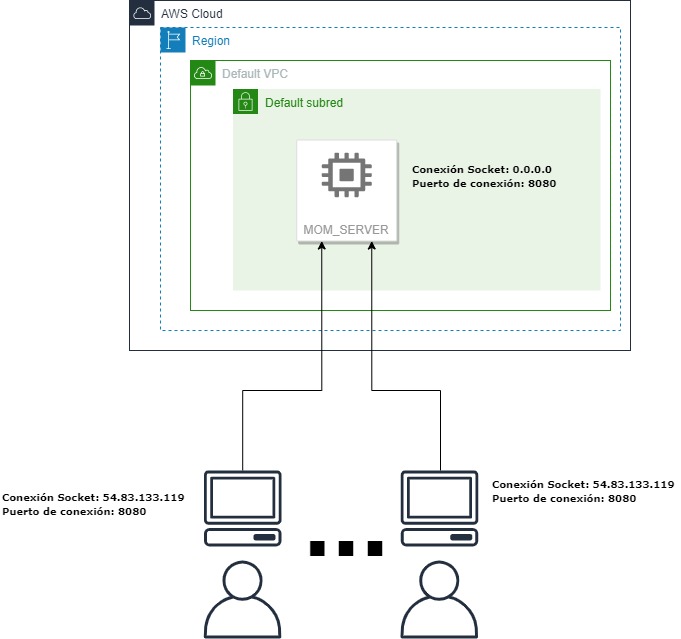 AWS Cloud
Region
Default VPC
Default subred
Conexión Socket: 0.0.0.0
Puerto de conexión: 8080
MOM_SERVER
Conexión Socket: 54.83.133.119
Puerto de conexión: 8080
Conexión Socket: 54.83.133.119
Puerto de conexión: 8080